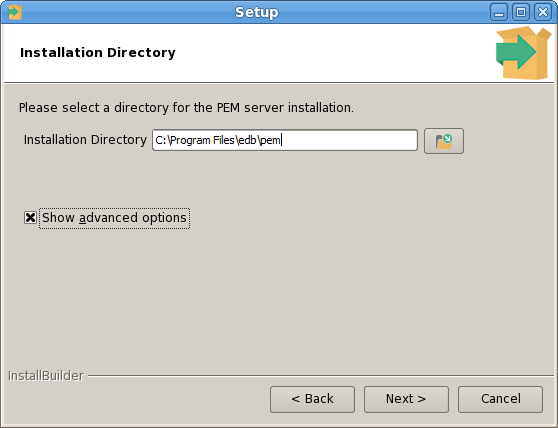 Setup
Installation Directory
Please select a directory for the PEM server installation.
Installation Directory C:\Program Files\edb\pem
Show advanced options
InstallBuilder
< Back Next > Cancel